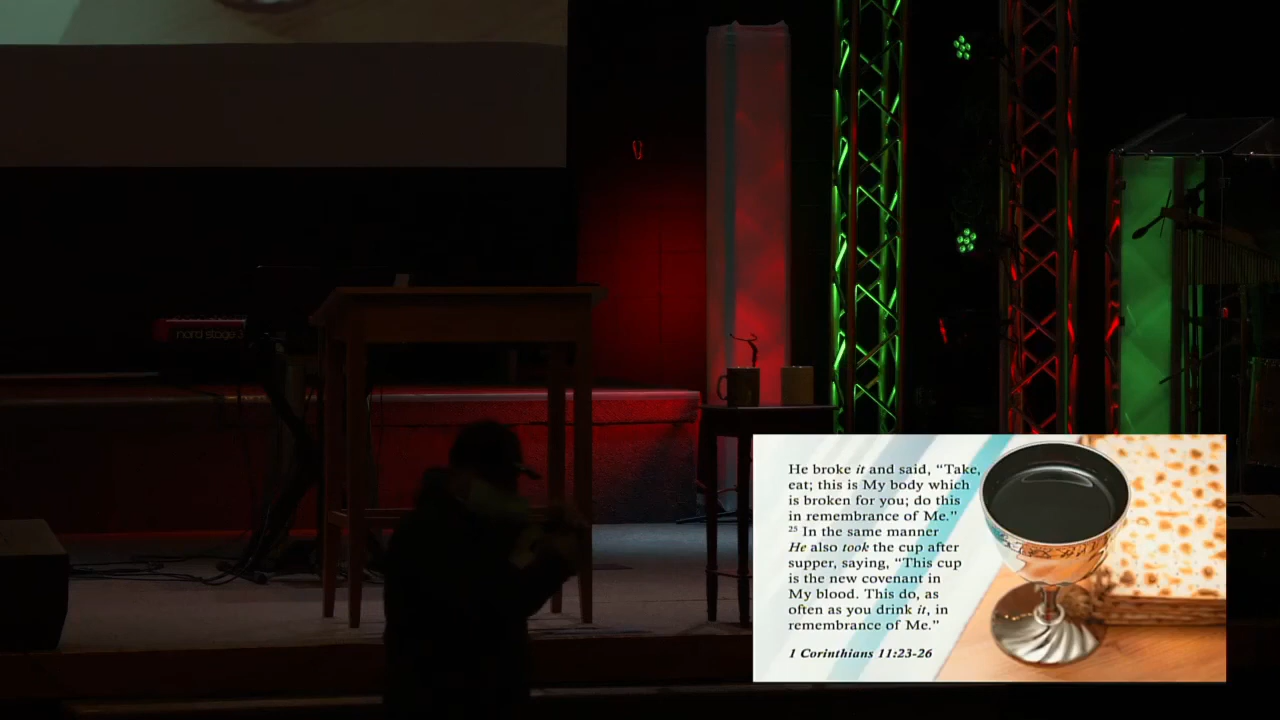 nord stage 3
He broke it and said, “Take,
eat; this is My body which
is broken for you; do this
in remembrance of Me.”
25 In the same manner
He also took the cup after
supper, saying, “This cup
is the new covenant in
My blood. This do, as
often as you drink it, in
remembrance of Me.”
1 Corinthians 11:23-26